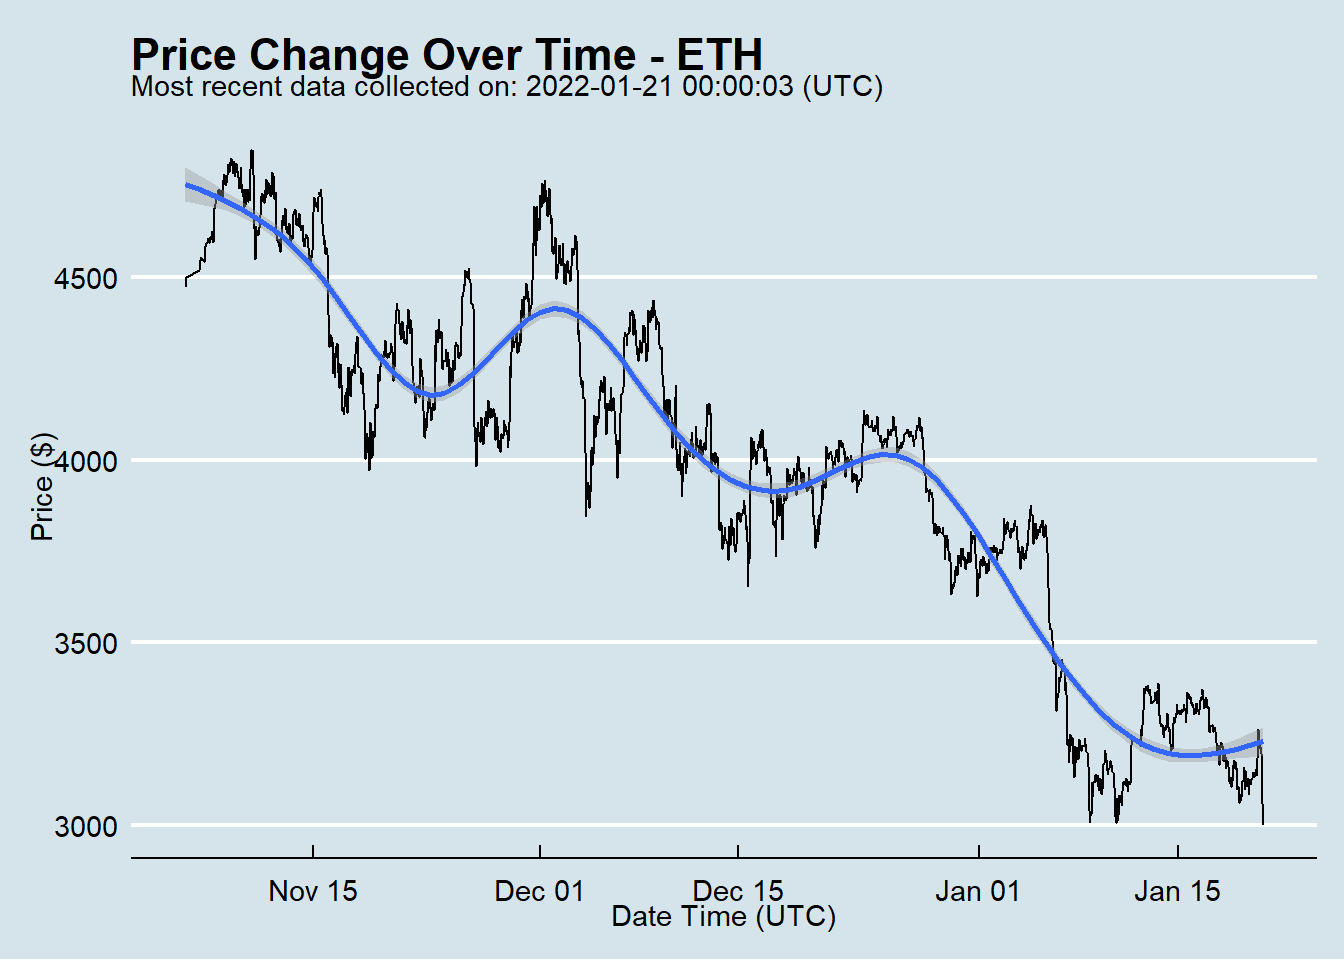 Price Change Over Time - ETH
Most recent data collected on: 2022-01-21 00:00:03 (UTC)
Price ($)
4500
4000
3500
3000
Nov 15 Dec 01 Dec 15 Jan 01 Jan 15
Date Time (UTC)